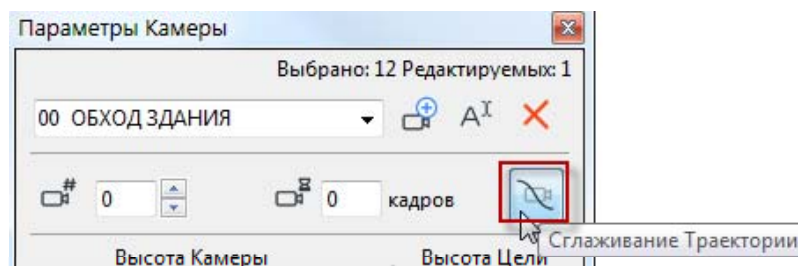 Параметры Камеры
Выбрано: 12 Редактируемых: 1
00 ОБХОД ЗДАНИЯ
0 0 кадров
Сглаживание Траектории
Высота Камеры Высота Цели